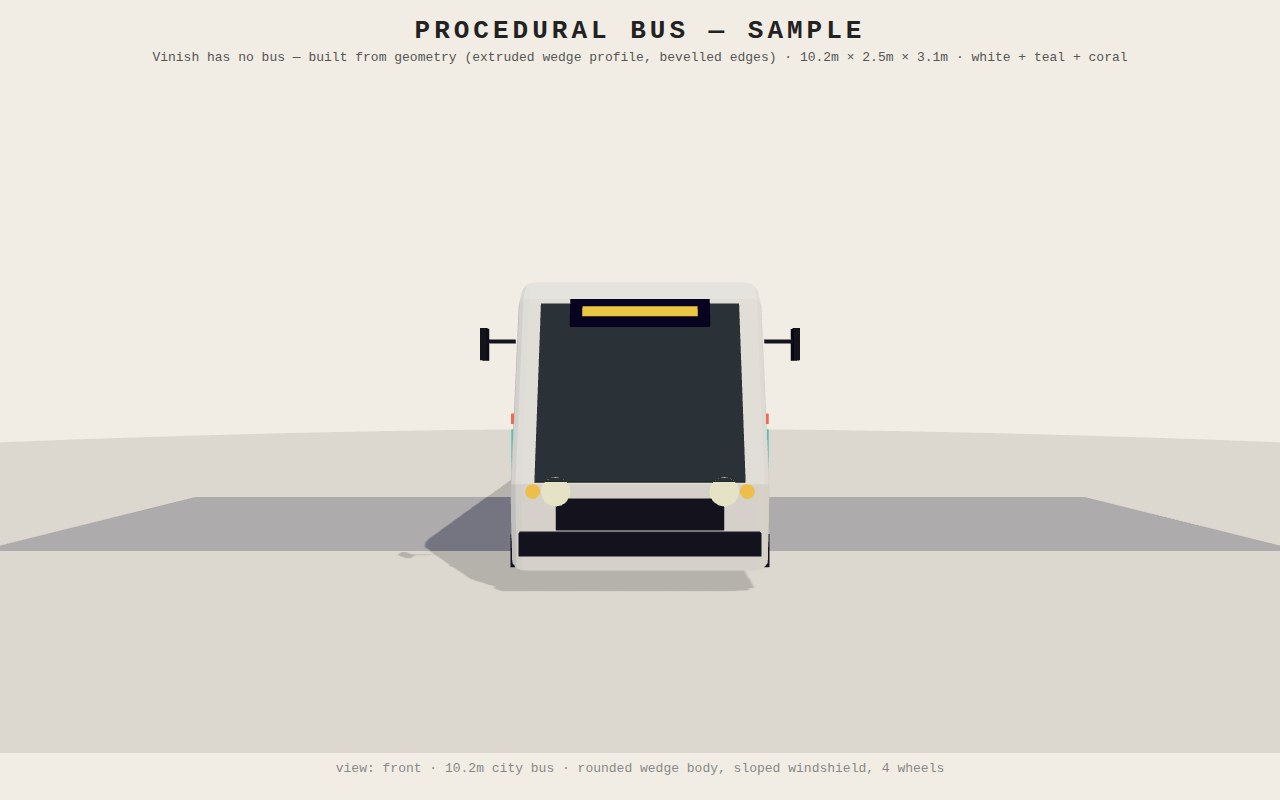 PROCEDURAL BUS — SAMPLE
Vinish has no bus — built from geometry (extruded wedge profile, bevelled edges) · 10.2m × 2.5m × 3.1m · white + teal + coral
view: front · 10.2m city bus · rounded wedge body, sloped windshield, 4 wheels